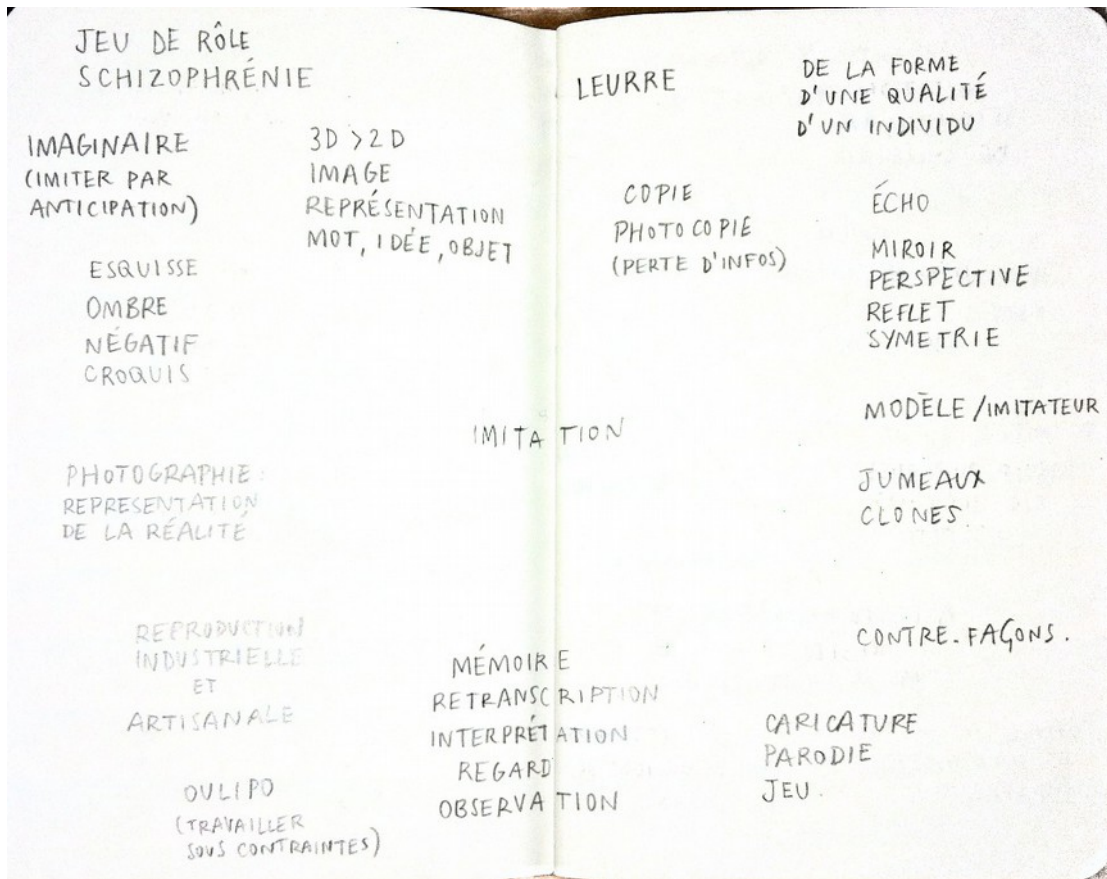 JEU DE RÔLE
SCHIZOPHRÉNIE
IMAGINAIRE
(IMITER PAR
ANTICIPATION)
3D > 2D
IMAGE
REPRÉSENTATION
MOT, IDÉE, OBJET
ESQUISSE
OMBRE
NÉGATIF
CROQUIS
PHOTOGRAPHIE :
REPRESENTATION
DE LA RÉALITÉ
REPRODUCTION
INDUSTRIELLE
ET
ARTISANALE
OULIPO
(TRAVAILLER
SOUS CONTRAINTES)
IMITATION
MÉMOIRE
RETRANSCRIPTION
INTERPRÉTATION
REGARD
OBSERVATION
LEURRE
DE LA FORME
D'UNE QUALITÉ
D'UN INDIVIDU
COPIE
PHOTOCOPIE
(PERTE D'INFOS)
ÉCHO
MIROIR
PERSPECTIVE
REFLET
SYMETRIE
MODÈLE/IMITATEUR
JUMEAUX
CLONES.
CONTRE-FAÇONS.
CARICATURE
PARODIE
JEU.